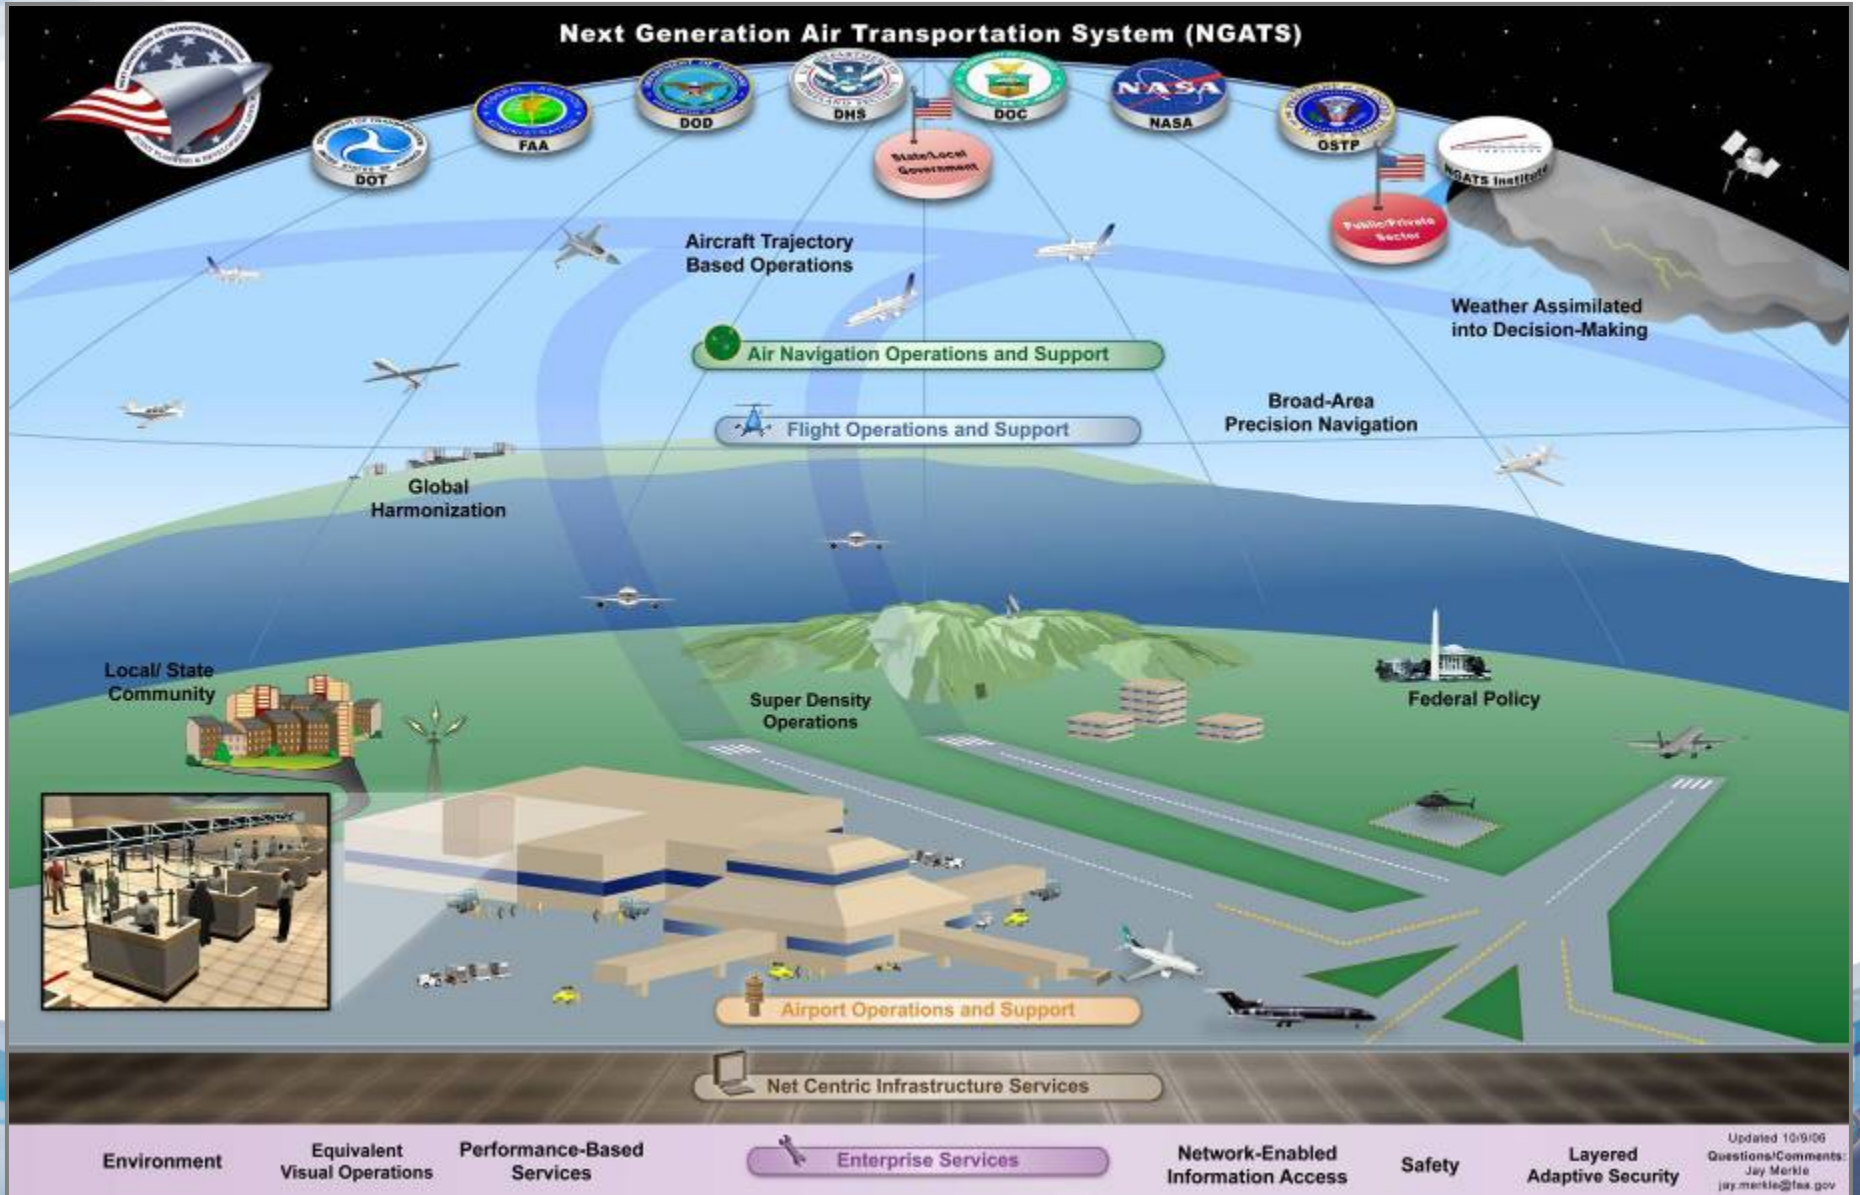 Next Generation Air Transportation System (NGATS)
DOT
FAA
DOD
DHS
DOC
NASA
NASA
OSTP
NGATS Institute
State/Local
Government
Public/Private
Sector
Aircraft Trajectory
Based Operations
Weather Assimilated
into Decision-Making
Air Navigation Operations and Support
Broad-Area
Precision Navigation
Flight Operations and Support
Global
Harmonization
Local/ State
Community
Super Density
Operations
Federal Policy
Airport Operations and Support
Net Centric Infrastructure Services
Environment
Equivalent
Visual Operations
Performance-Based
Services
Enterprise Services
Network-Enabled
Information Access
Safety
Layered
Adaptive Security
Updated 10/9/06
Questions/Comments:
Jay Merkle
jay.merkle@faa.gov